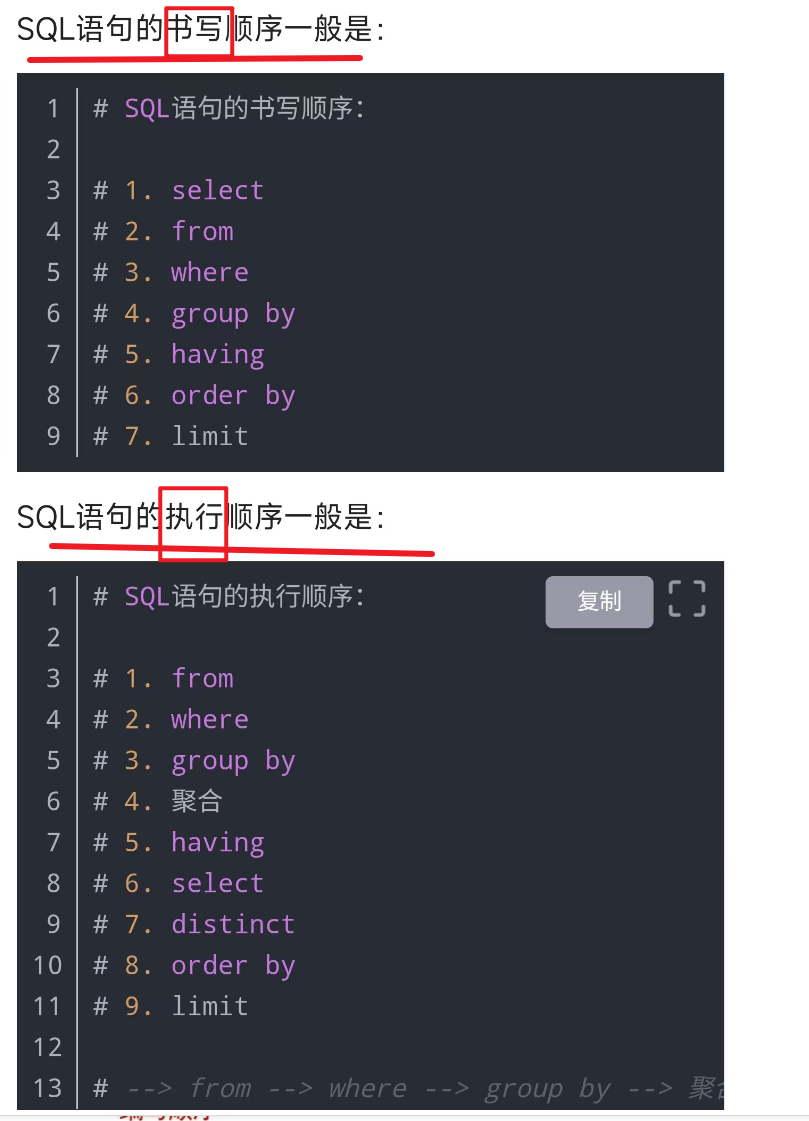 SQL语句的书写顺序一般是：
1 # SQL语句的书写顺序：
2
3 # 1. select
4 # 2. from
5 # 3. where
6 # 4. group by
7 # 5. having
8 # 6. order by
9 # 7. limit
SQL语句的执行顺序一般是：
1 # SQL语句的执行顺序： 复制
2
3 # 1. from
4 # 2. where
5 # 3. group by
6 # 4. 聚合
7 # 5. having
8 # 6. select
9 # 7. distinct
10 # 8. order by
11 # 9. limit
12
13 # --> from --> where --> group by --> 聚